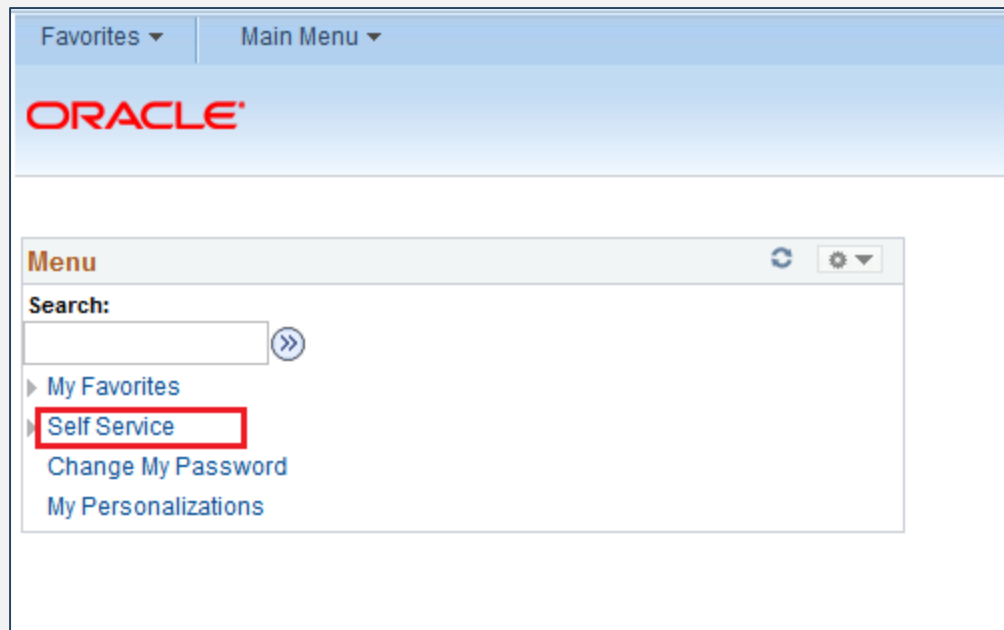 Favorites Main Menu
ORACLE
Menu
Search:
My Favorites
Self Service
Change My Password
My Personalizations